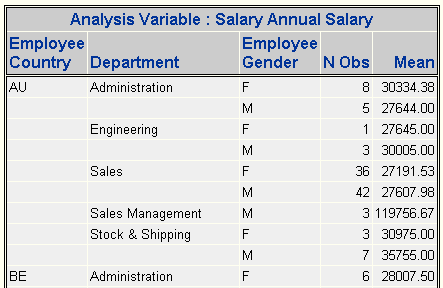 Analysis Variable : Salary Annual Salary
Employee Country Department Employee Gender N Obs Mean
AU Administration F 8 30334.38
M 5 27644.00
Engineering F 1 27645.00
M 3 30005.00
Sales F 36 27191.53
M 42 27607.98
Sales Management M 3 119756.67
Stock & Shipping F 3 30975.00
M 7 35755.00
BE Administration F 6 28007.50